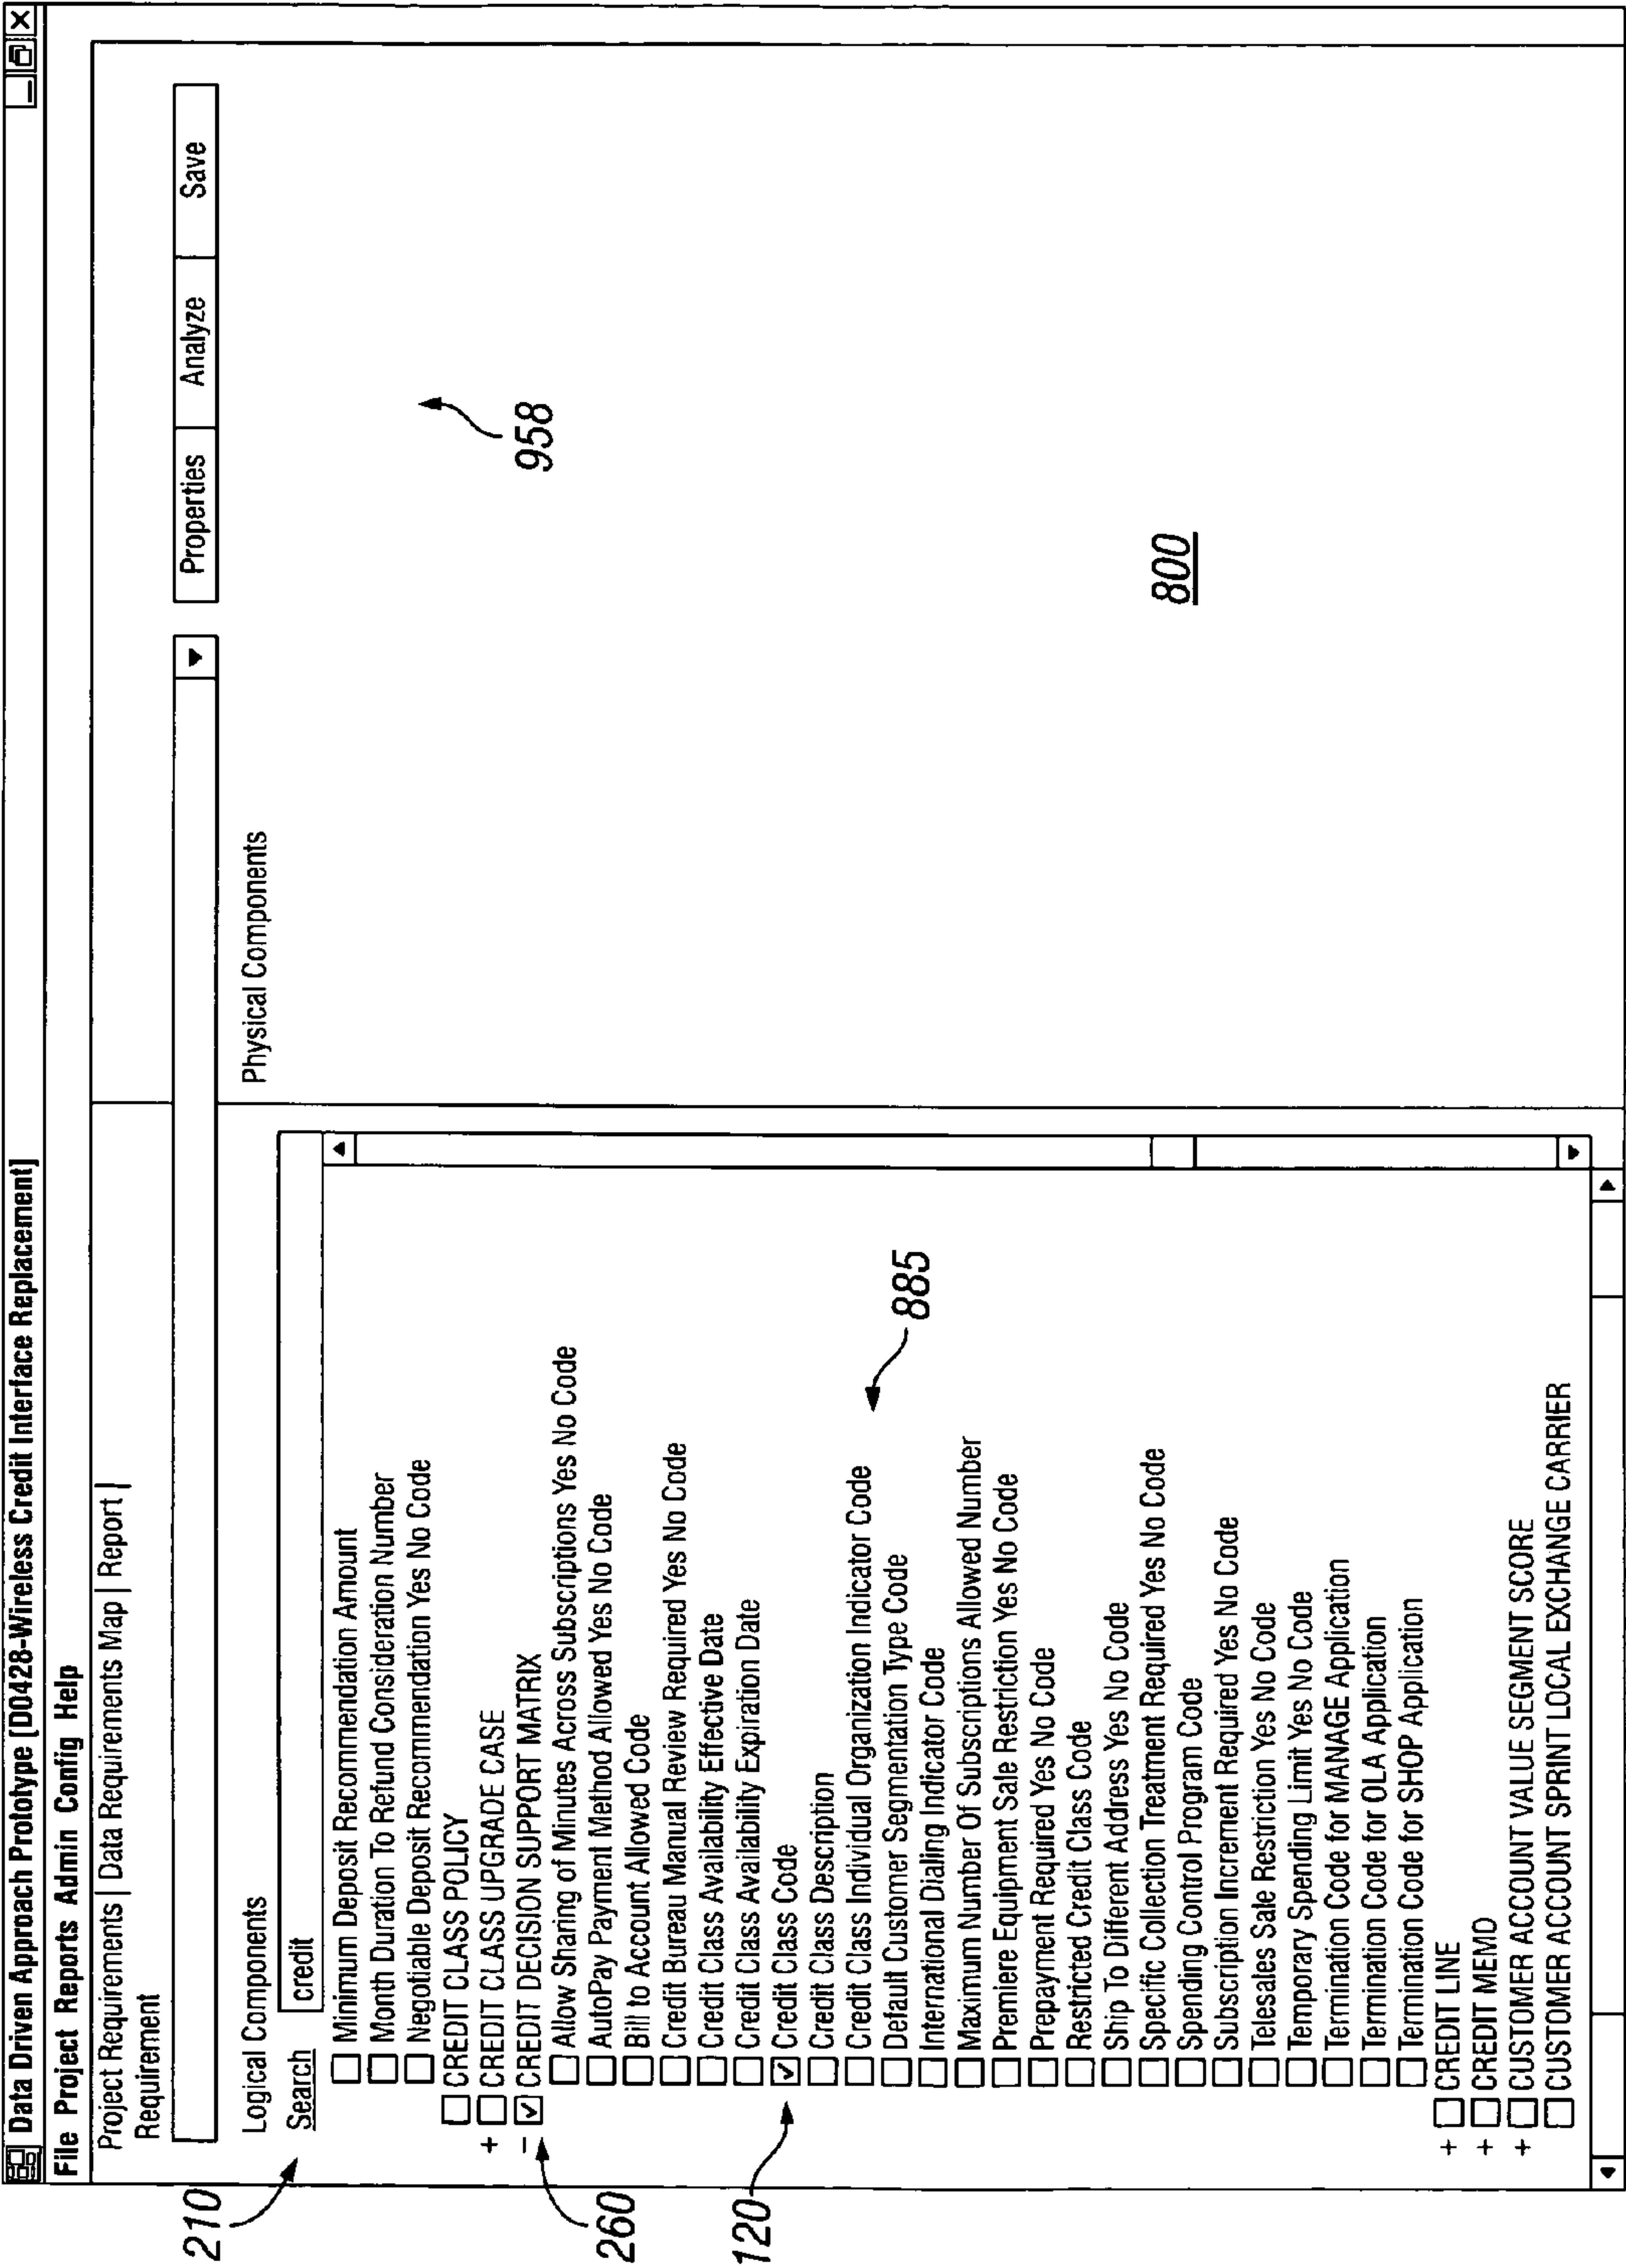 Data Driven Approach Prototype [D0428-Wireless Credit Interface Replacement]
File Project Reports Admin Config Help
Project Requirements | Data Requirements Map | Report |
Requirement
Properties Analyze Save
210
Logical Components
Physical Components
Search credit
958
Minimum Deposit Recommendation Amount
Month Duration To Refund Consideration Number
Negotiable Deposit Recommendation Yes No Code
CREDIT CLASS POLICY
+ CREDIT CLASS UPGRADE CASE
260
- CREDIT DECISION SUPPORT MATRIX
Allow Sharing of Minutes Across Subscriptions Yes No Code
AutoPay Payment Method Allowed Yes No Code
Bill to Account Allowed Code
Credit Bureau Manual Review Required Yes No Code
Credit Class Availability Effective Date
Credit Class Availability Expiration Date
120
Credit Class Code
Credit Class Description
Credit Class Individual Organization Indicator Code
885
Default Customer Segmentation Type Code
International Dialing Indicator Code
Maximum Number Of Subscriptions Allowed Number
Premiere Equipment Sale Restriction Yes No Code
Prepayment Required Yes No Code
Restricted Credit Class Code
Ship To Different Address Yes No Code
800
Specific Collection Treatment Required Yes No Code
Spending Control Program Code
Subscription Increment Required Yes No Code
Telesales Sale Restriction Yes No Code
Temporary Spending Limit Yes No Code
Termination Code for MANAGE Application
Termination Code for OLA Application
Termination Code for SHOP Application
+ CREDIT LINE
+ CREDIT MEMO
+ CUSTOMER ACCOUNT VALUE SEGMENT SCORE
CUSTOMER ACCOUNT SPRINT LOCAL EXCHANGE CARRIER